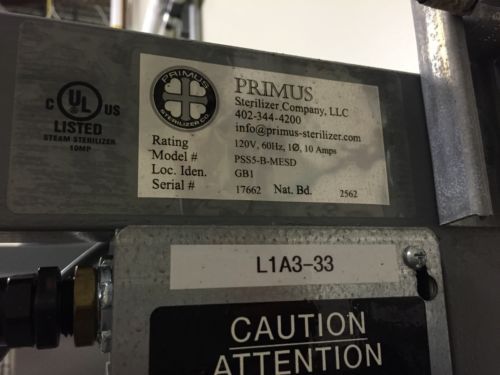 C UL US
LISTED
STEAM-STERILIZER
10MP
PRIMUS
STERILIZER CO.
PRIMUS
Sterilizer Company, LLC
402-344-4200
info@primus-sterilizer.com
Rating 120V, 60Hz, 1Ø, 10 Amps
Model # PSS5-B-MESD
Loc. Iden. GB1
Serial # 17662 Nat. Bd. 2562
L1A3-33
CAUTION
ATTENTION